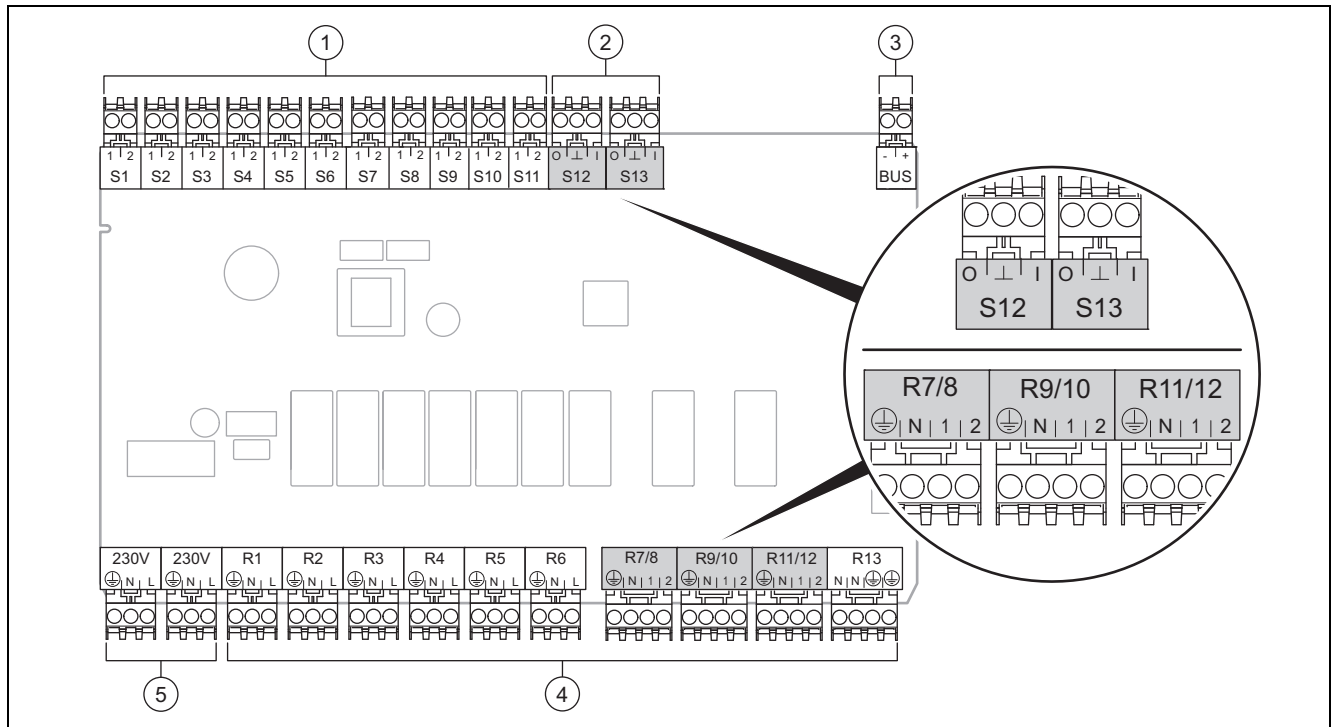 1 2 3
1 2 1 2 1 2 1 2 1 2 1 2 1 2 1 2 1 2 1 2 1 2 O ⊥ I O ⊥ I - +
S1 S2 S3 S4 S5 S6 S7 S8 S9 S10 S11 S12 S13 BUS
O ⊥ I O ⊥ I
S12 S13
R7/8 R9/10 R11/12
N 1 2 N 1 2 N 1 2
230V 230V R1 R2 R3 R4 R5 R6 R7/8 R9/10 R11/12 R13
N L N L N L N L N L N L N L N L N 1 2 N 1 2 N 1 2 N N
5 4